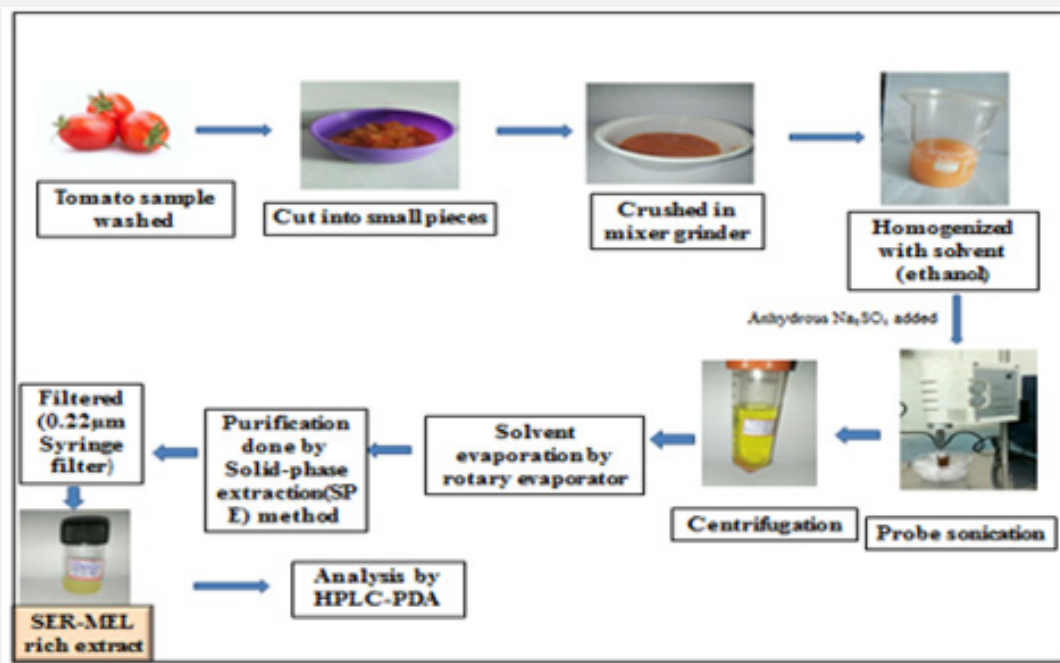 Tomato sample
washed
Cut into small pieces
Crushed in
mixer grinder
Homogenized
with solvent
(ethanol)
Anhydrous Na₂SO₄ added
Probe sonication
Centrifugation
Solvent
evaporation by
rotary evaporator
Purification
done by
Solid-phase
extraction(SP
E) method
Filtered
(0.22µm
Syringe
filter)
SER-MEL
rich extract
Analysis by
HPLC-PDA